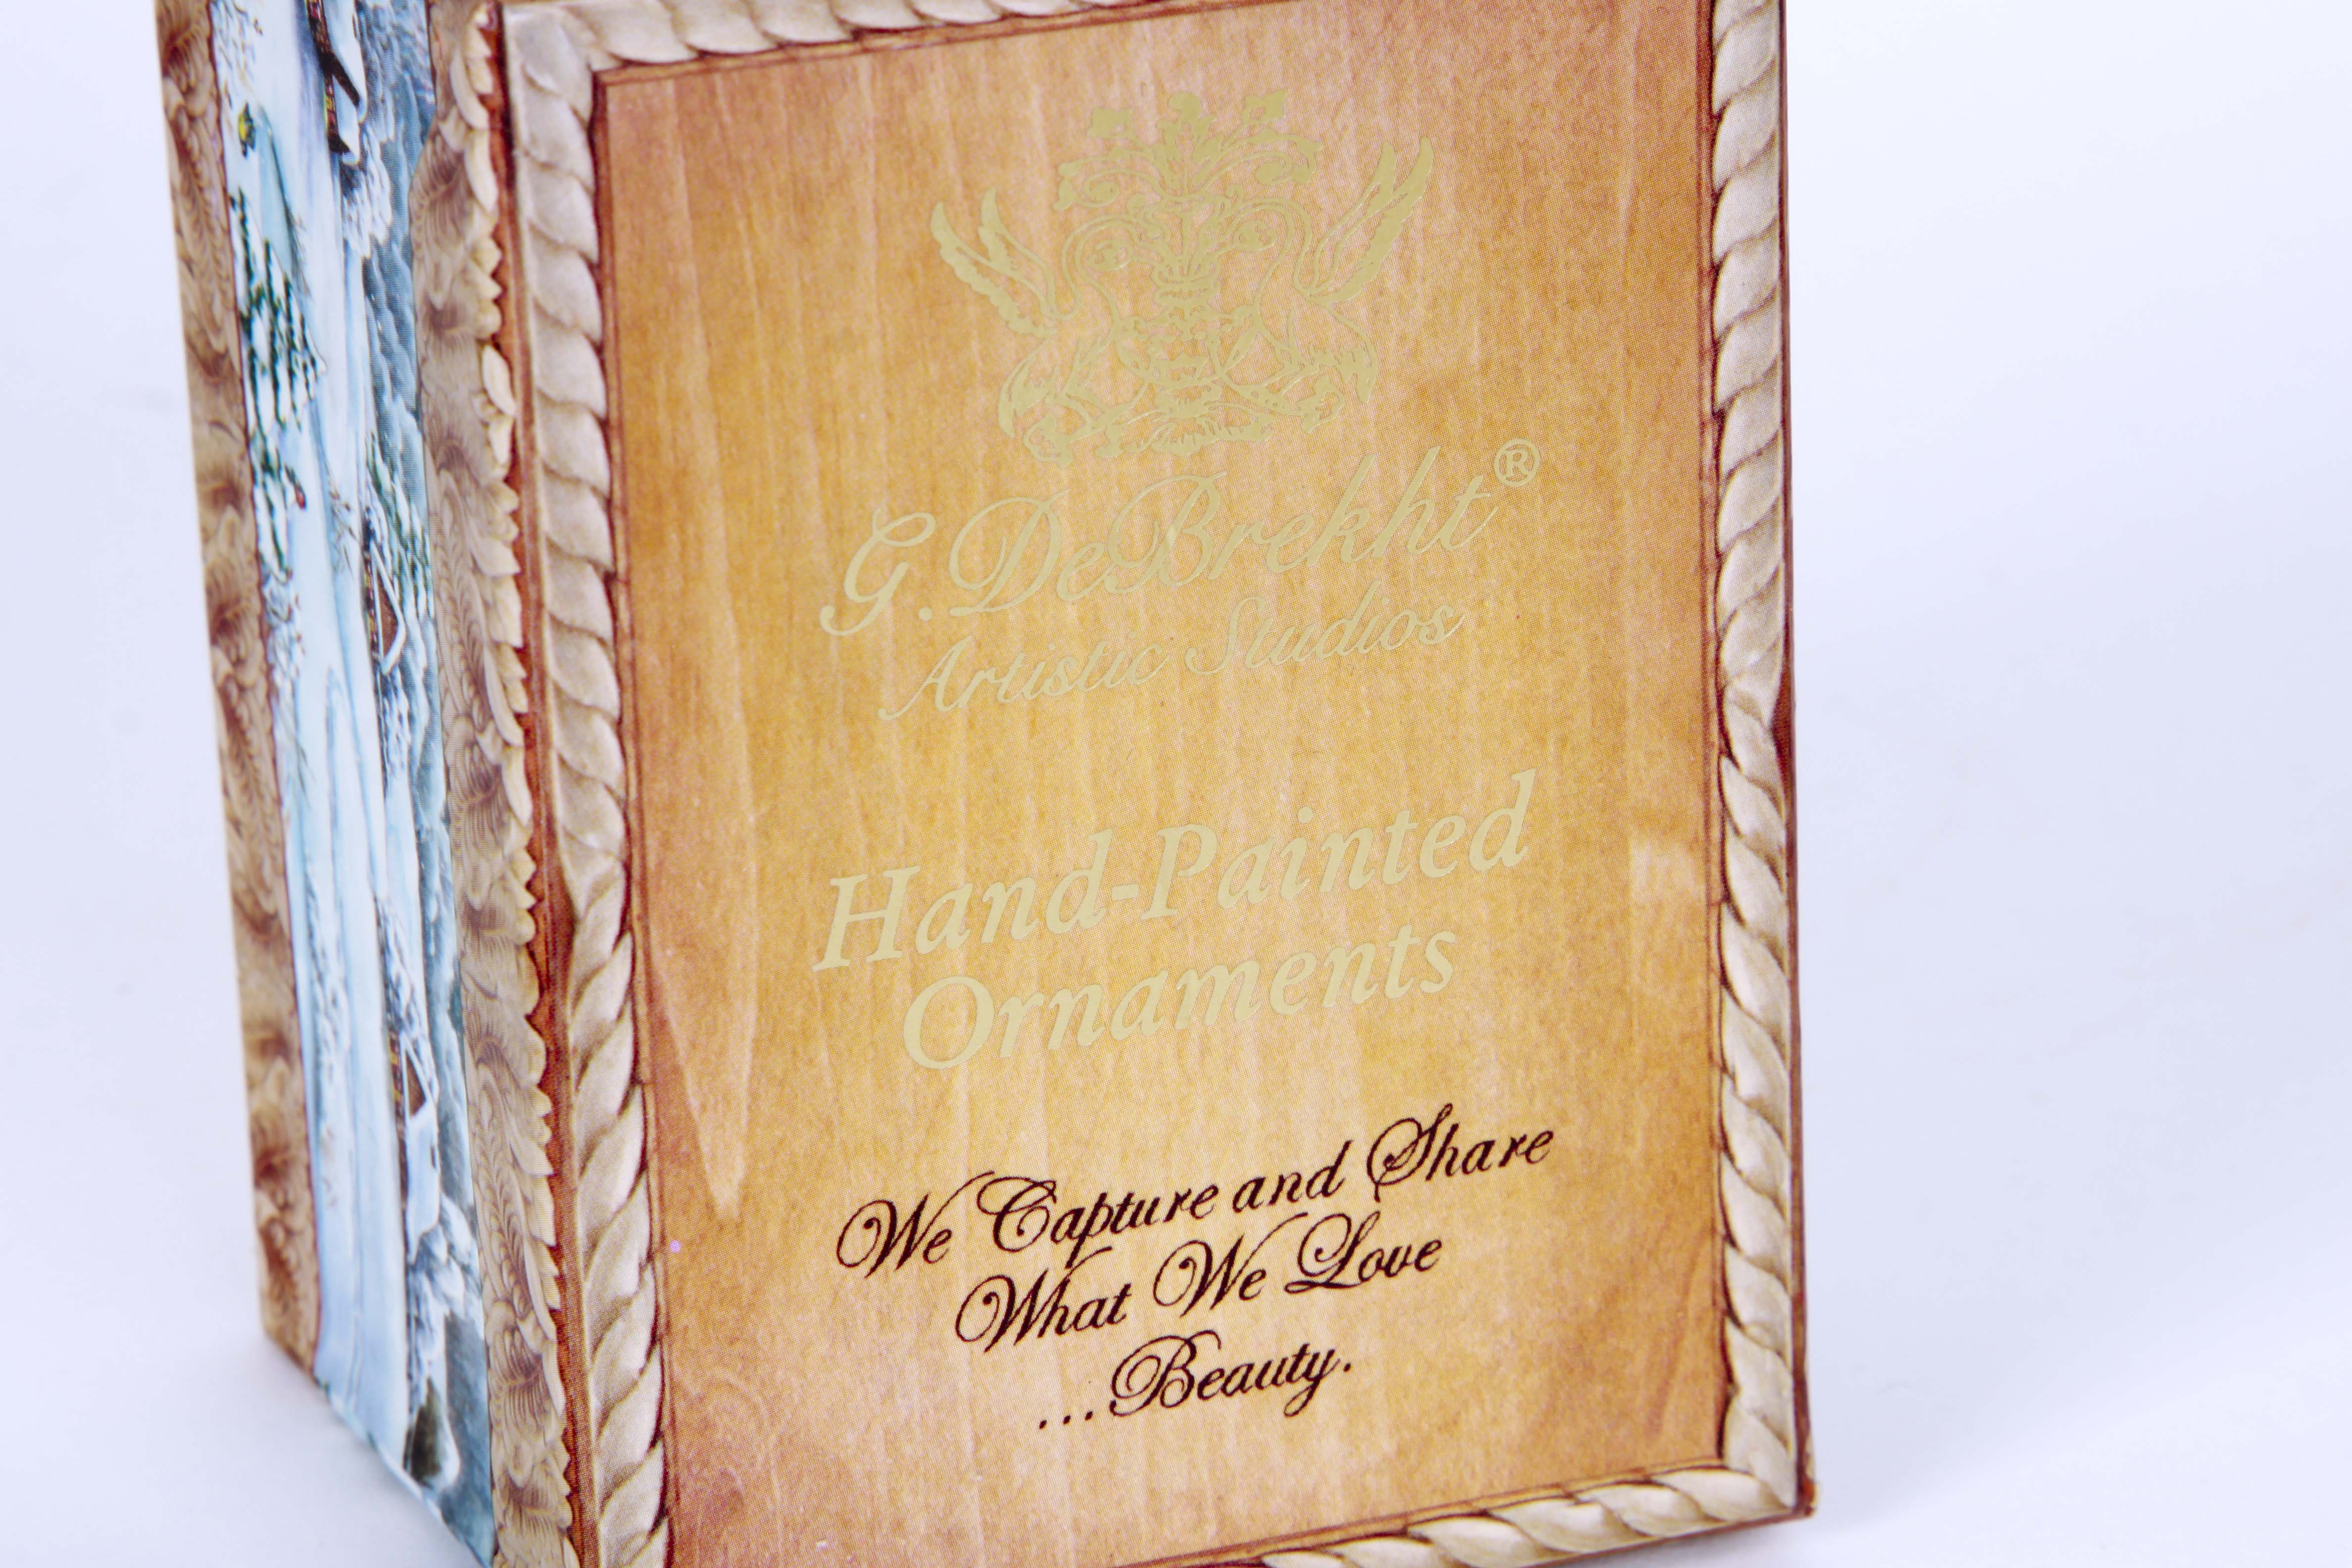 G.DeBrekht®
Artistic Studios
Hand-Painted
Ornaments
We Capture and Share
What We Love
...Beauty.